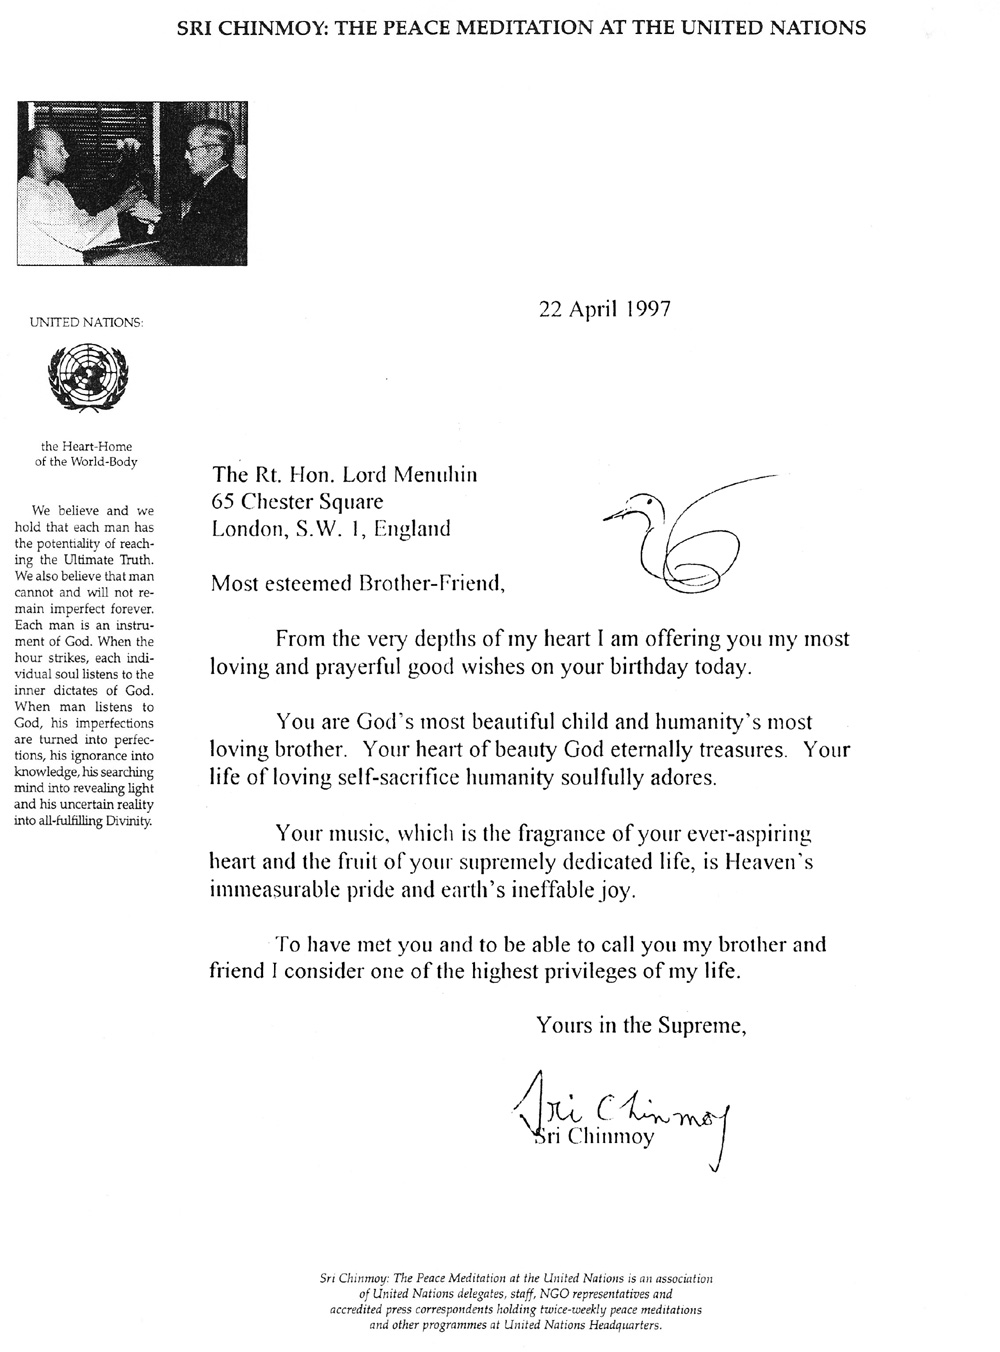 SRI CHINMOY: THE PEACE MEDITATION AT THE UNITED NATIONS
UNITED NATIONS:
the Heart-Home
of the World-Body
We believe and we
hold that each man has
the potentiality of reach-
ing the Ultimate Truth.
We also believe that man
cannot and will not re-
main imperfect forever.
Each man is an instru-
ment of God. When the
hour strikes, each indi-
vidual soul listens to the
inner dictates of God.
When man listens to
God, his imperfections
are turned into perfec-
tions, his ignorance into
knowledge, his searching
mind into revealing light
and his uncertain reality
into all-fulfilling Divinity.
22 April 1997
The Rt. Hon. Lord Menuhin
65 Chester Square
London, S.W. 1, England
Most esteemed Brother-Friend,
From the very depths of my heart I am offering you my most
loving and prayerful good wishes on your birthday today.
You are God's most beautiful child and humanity's most
loving brother. Your heart of beauty God eternally treasures. Your
life of loving self-sacrifice humanity soulfully adores.
Your music, which is the fragrance of your ever-aspiring
heart and the fruit of your supremely dedicated life, is Heaven's
immeasurable pride and earth's ineffable joy.
To have met you and to be able to call you my brother and
friend I consider one of the highest privileges of my life.
Yours in the Supreme,
Sri Chinmoy
Sri Chinmoy
Sri Chinmoy: The Peace Meditation at the United Nations is an association
of United Nations delegates, staff, NGO representatives and
accredited press correspondents holding twice-weekly peace meditations
and other programmes at United Nations Headquarters.